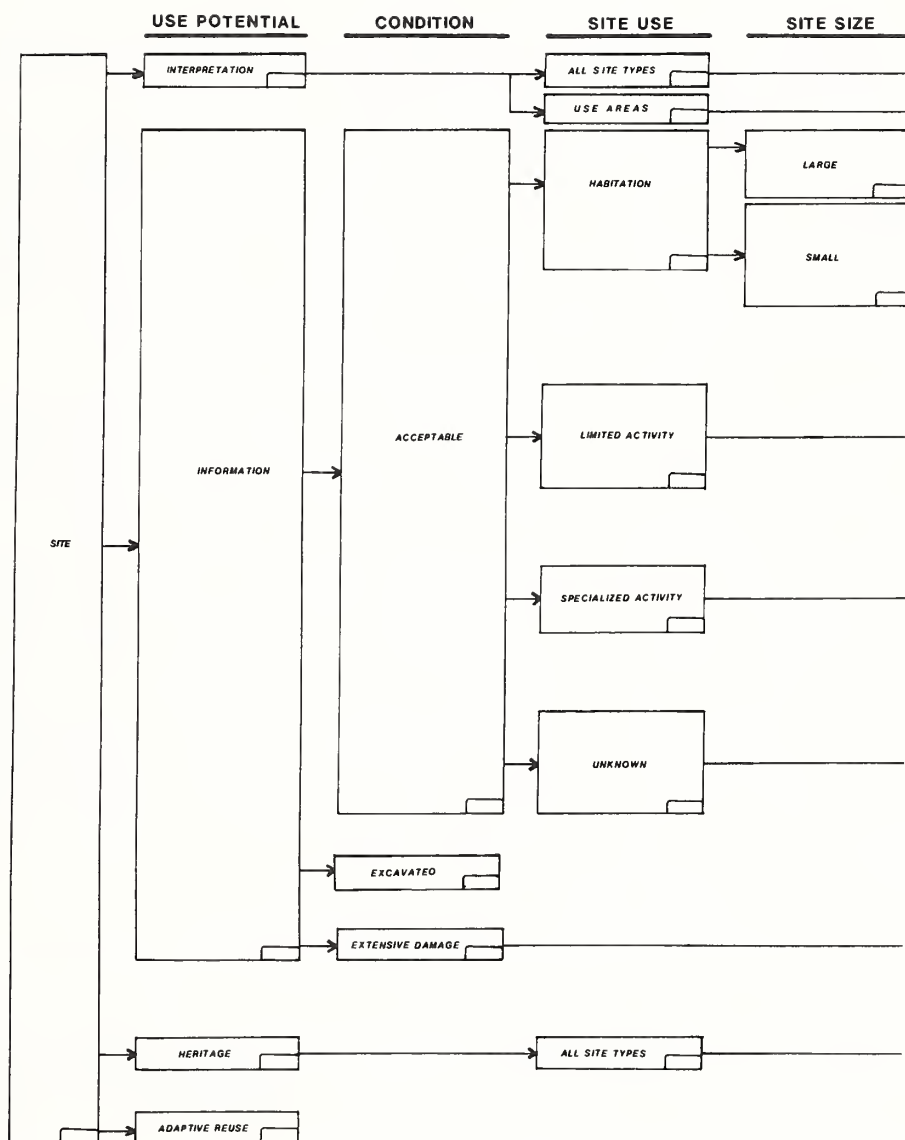 USE POTENTIAL CONDITION SITE USE SITE SIZE
INTERPRETATION ALL SITE TYPES
USE AREAS
HABITATION LARGE
SMALL
LIMITED ACTIVITY
ACCEPTABLE
INFORMATION
SITE
SPECIALIZED ACTIVITY
UNKNOWN
EXCAVATED
EXTENSIVE DAMAGE
HERITAGE ALL SITE TYPES
ADAPTIVE REUSE